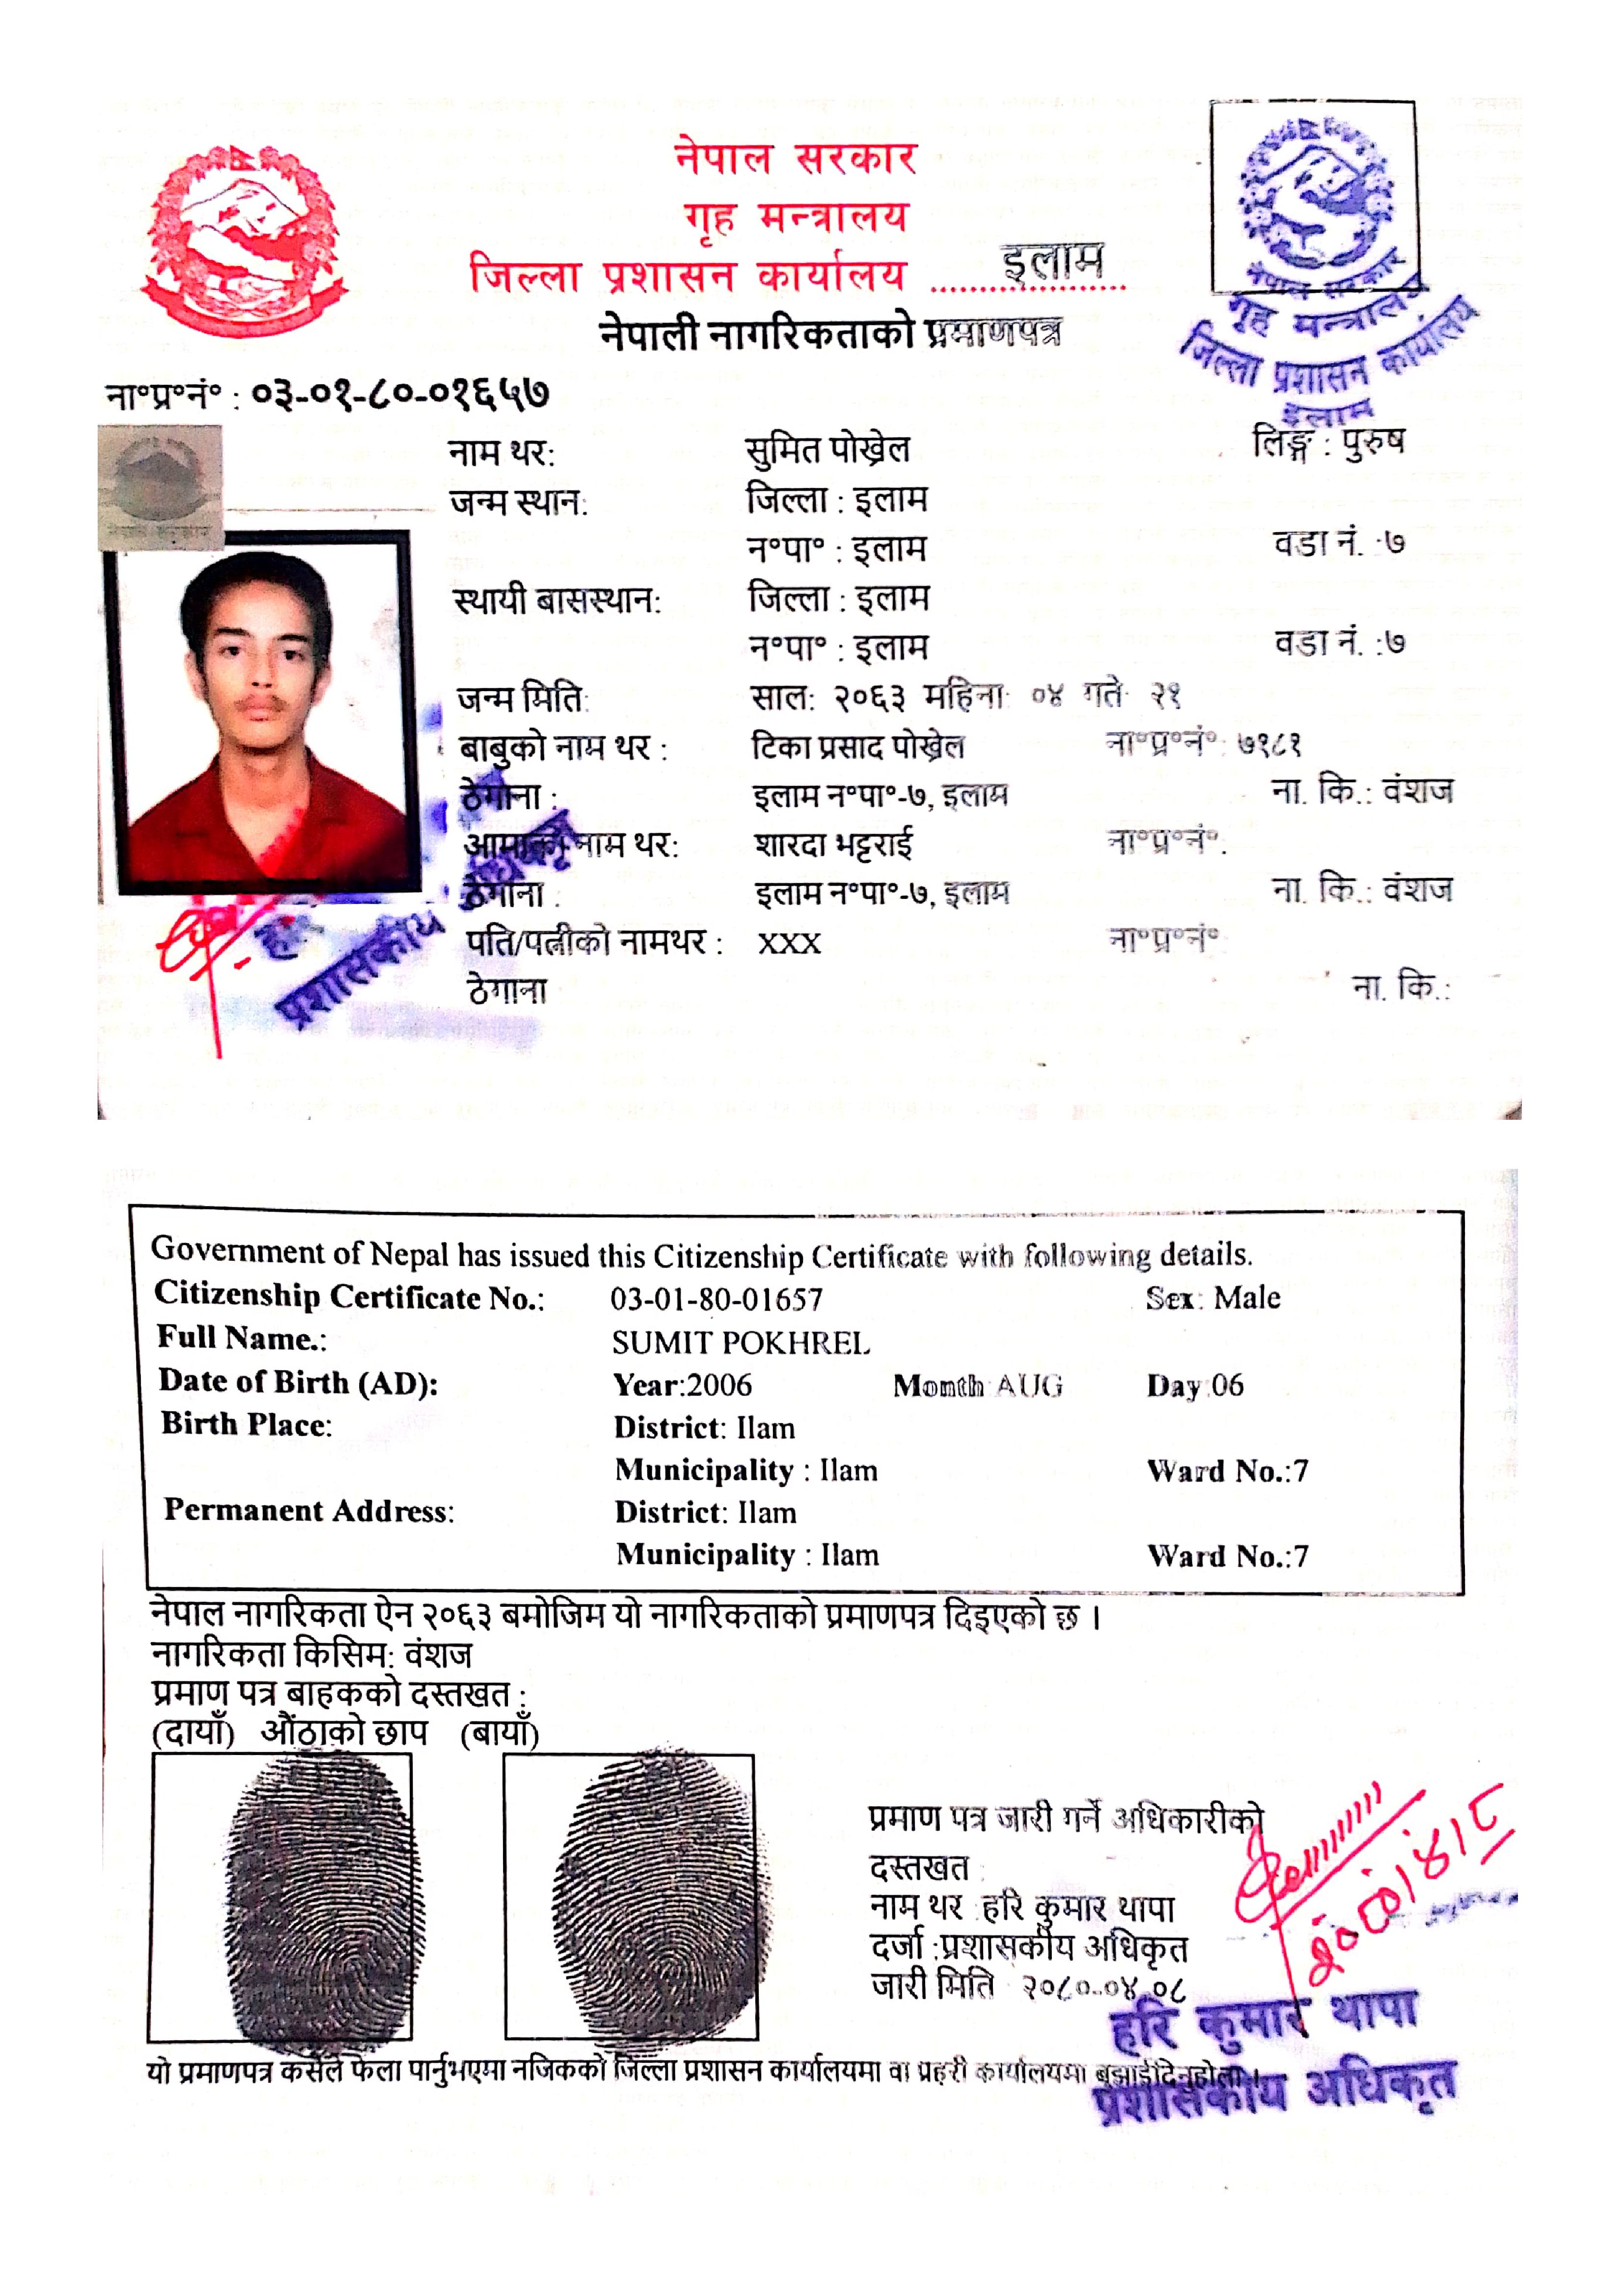 नेपाल सरकार
गृह मन्त्रालय
जिल्ला प्रशासन कार्यालय ..................... इलाम
नेपाली नागरिकताको प्रमाणपत्र
नेपाल सरकार
गृह मन्त्रालय
जिल्ला प्रशासन कार्यालय
इलाम
ना॰प्र॰नं॰ : ०३-०१-८०-०१६५७
नेपाल सरकार
नाम थर: सुमित पोख्रेल लिङ्ग : पुरुष
जन्म स्थान: जिल्ला : इलाम
न॰पा॰ : इलाम वडा नं. :७
स्थायी बासस्थान: जिल्ला : इलाम
न॰पा॰ : इलाम वडा नं. :७
जन्म मिति: साल: २०६३ महिना: ०४ गते: २१
बाबुको नाम थर : टिका प्रसाद पोख्रेल ना॰प्र॰नं॰: ७१८१
ठेगाना : इलाम न॰पा॰-७, इलाम ना. कि.: वंशज
आमाको नाम थर: शारदा भट्टराई ना॰प्र॰नं॰:
ठेगाना : इलाम न॰पा॰-७, इलाम ना. कि.: वंशज
पति/पत्नीको नामथर : XXX ना॰प्र॰नं॰
ठेगाना ना. कि.:
प्रशासकीय
Government of Nepal has issued this Citizenship Certificate with following details.
Citizenship Certificate No.: 03-01-80-01657 Sex: Male
Full Name.: SUMIT POKHREL
Date of Birth (AD): Year:2006 Month AUG Day:06
Birth Place: District: Ilam
Municipality : Ilam Ward No.:7
Permanent Address: District: Ilam
Municipality : Ilam Ward No.:7
नेपाल नागरिकता ऐन २०६३ बमोजिम यो नागरिकताको प्रमाणपत्र दिइएको छ ।
नागरिकता किसिम: वंशज
प्रमाण पत्र बाहकको दस्तखत :
(दायाँ) औंठाको छाप (बायाँ)
प्रमाण पत्र जारी गर्ने अधिकारीको
दस्तखत :
नाम थर : हरि कुमार थापा
दर्जा :प्रशासकीय अधिकृत
जारी मिति : २०८०-०४-०८
२०८०।४।८
हरि कुमार थापा
प्रशासकीय अधिकृत
यो प्रमाणपत्र कसैले फेला पार्नुभएमा नजिकको जिल्ला प्रशासन कार्यालयमा वा प्रहरी कार्यालयमा बुझाईदिनुहोला ।